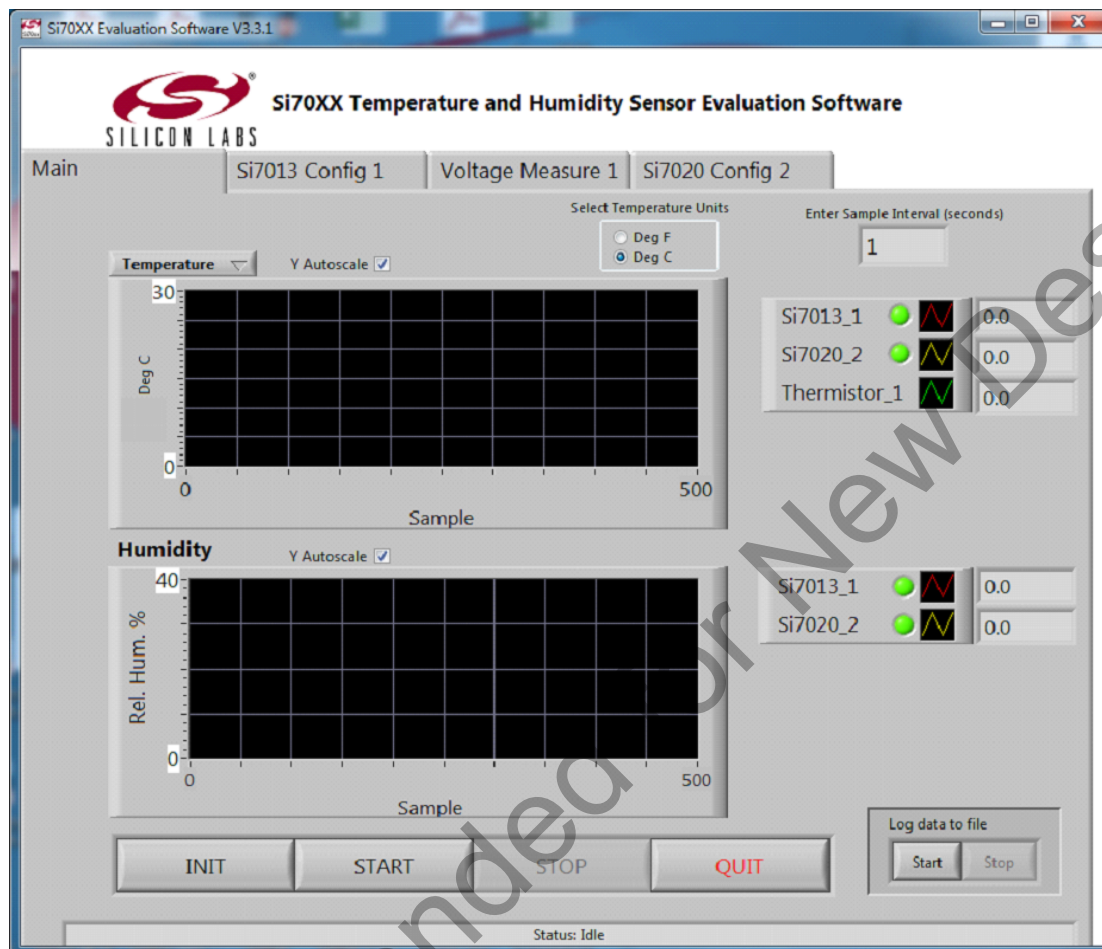 Si70XX Evaluation Software V3.3.1
SILICON LABS®
Si70XX Temperature and Humidity Sensor Evaluation Software
Main
Si7013 Config 1
Voltage Measure 1
Si7020 Config 2
Select Temperature Units
Deg F
Deg C
Enter Sample Interval (seconds)
1
Temperature
Y Autoscale
30
Deg C
0
0
500
Sample
Si7013_1
0.0
Si7020_2
0.0
Thermistor_1
0.0
Humidity
Y Autoscale
40
Rel. Hum. %
0
0
500
Sample
Si7013_1
0.0
Si7020_2
0.0
INIT
START
STOP
QUIT
Log data to file
Start
Stop
Status: Idle
nded
or New Des